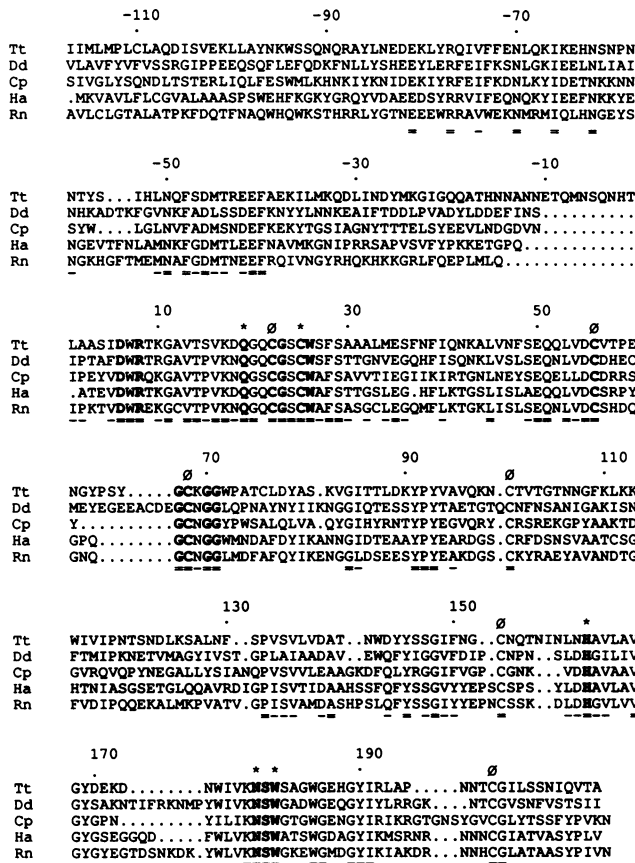 -110 -90 -70
Tt IIMLMPLCLAQDISVEKLLAYNKWSSQNQRAYLNEDEKLYRQIVFFENLQKIKEHNSNPN
Dd VLAVFYVFVSSRGIPPEEQSQFLEFQDKFNLLYSHEEYLERFEIFKSNLGKIEELNLIAI
Cp SIVGLYSQNDLTSTERLIQLFESWMLKHNKIYKNIDEKIYRFEIFKDNLKYIDETNKKYS
Ha .MKVAVLFLCGVALAAASPSWEHFKGKYGRQYVDAEEDSYRRVIFEQNQKYIEEFNKKYE
Rn AVLCLGTALATPKFDQTFNAQWHQWKSTHRRLYGTNEEEWRRAVWEKNMRMIQLHNGEYS
-50 -30 -10
Tt NTYS...IHLNQFSDMTREEFAEKILMKQDLINDYMKGIGQQATHNNANNETQMNSQNHT
Dd NHKADTKFGVNKFADLSSDEFKNYYLNNKEAIFTDDLPVADYLDDEFINS..........
Cp SYW....LGLNVFADMSNDEFKEKYTGSIAGNYTTTELSYEEVLNDGDVN..........
Ha NGEVTFNLAMNKFGDMTLEEFNAVMKGNIPRRSAPVSVFYPKKETGPQ............
Rn NGKHGFTMEMNAFGDMTNEEFRQIVNGYRHQKHKKGRLFQEPLMLQ..............
10 * Ø * 30 50 Ø
Tt LAASIDWRTKGAVTSVKDQGQCGSCWSFSAAALMESFNFIQNKALVNFSEQQLVDCVTPE
Dd IPTAFDWRTRGAVTPVKNQGQCGSCWSFSTTGNVEGQHFISQNKLVSLSEQNLVDCDHEC
Cp IPEYVDWRQKGAVTPVKNQGSCGSCWAFSAVVTIEGIIKIRTGNLNEYSEQELLDCDRRS
Ha .ATEVDWRTKGAVTPVKNQGQCGSCWAFSTTGSLEG.HFLKTGSLISLAEQQLVDCSRPY
Rn IPKTVDWREKGCVTPVKNQGQCGSCWAFSASGCLEGQMFLKTGKLISLSEQNLVDCSHDQ
Ø 70 90 Ø 110
Tt NGYPSY.....GCKGGWPATCLDYAS.KVGITTLDKYPYVAVQKN.CTVTGTNNGFKLKK
Dd MEYEGEEACDEGCNGGLQPNAYNYIIKNGGIQTESSYPYTAETGTQCNFNSANIGAKISN
Cp Y..........GCNGGYPWSALQLVA.QYGIHYRNTYPYEGVQRY.CRSREKGPYAAKTD
Ha GPQ........GCNGGWMNDAFDYIKANNGIDTEAAYPYEARDGS.CRFDSNSVAATCSG
Rn GNQ........GCNGGLMDFAFQYIKENGGLDSEESYPYEAKDGS.CKYRAEYAVANDTG
130 150 Ø *
Tt WIVIPNTSNDLKSALNF..SPVSVLVDAT..NWDYYSSGIFNG..CNQTNINLNHAVLAV
Dd FTMIPKNETVMAGYIVST.GPLAIAADAV..EWQFYIGGVFDIP.CNPN..SLDHGILIV
Cp GVRQVQPYNEGALLYSIANQPVSVVLEAAGKDFQLYRGGIFVGP.CGNK...VDHAVAAV
Ha HTNIASGSETGLQQAVRDIGPISVTIDAAHSSFQFYSSGVYYEPSCSPS..YLDHAVLAV
Rn FVDIPQQEKALMKPVATV.GPISVAMDASHPSLQFYSSGIYYEPNCSSK..DLDHGVLVV
170 * * 190 Ø
Tt GYDEKD........NWIVKNSWSAGWGEHGYIRLAP.....NNTCGILSSNIQVTA
Dd GYSAKNTIFRKNMPYWIVKNSWGADWGEQGYIYLRRGK....NTCGVSNFVSTSII
Cp GYGPN.......YILIKNSWGTGWGENGYIRIKRGTGNSYGVCGLYTSSFYPVKN
Ha GYGSEGGQD....FWLVKNSWATSWGDAGYIKMSRNR...NNNCGIATVASYPLV
Rn GYGYEGTDSNKDK.YWLVKNSWGKEWGMDGYIKIAKDR...NNHCGLATAASYPIVN